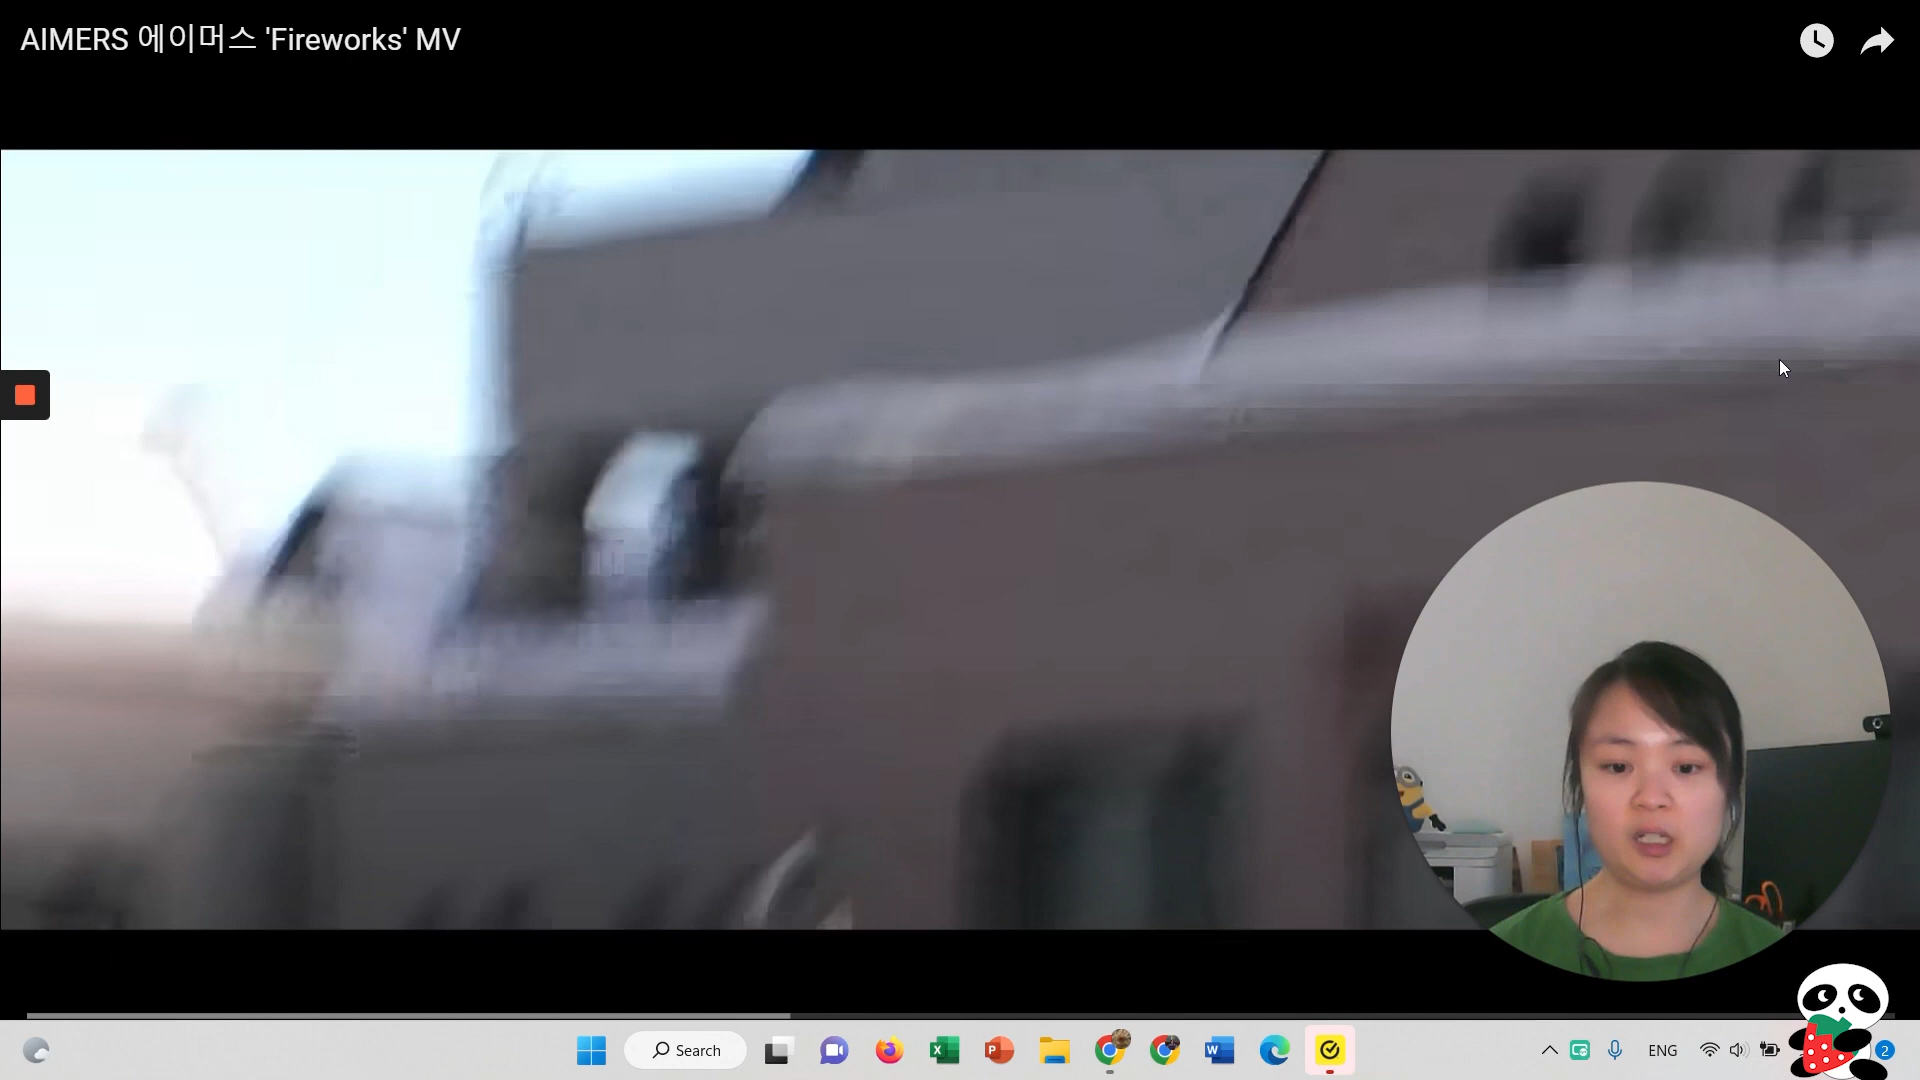 AIMERS 에이머스 'Fireworks' MV
Search
X
P
W
ENG
2